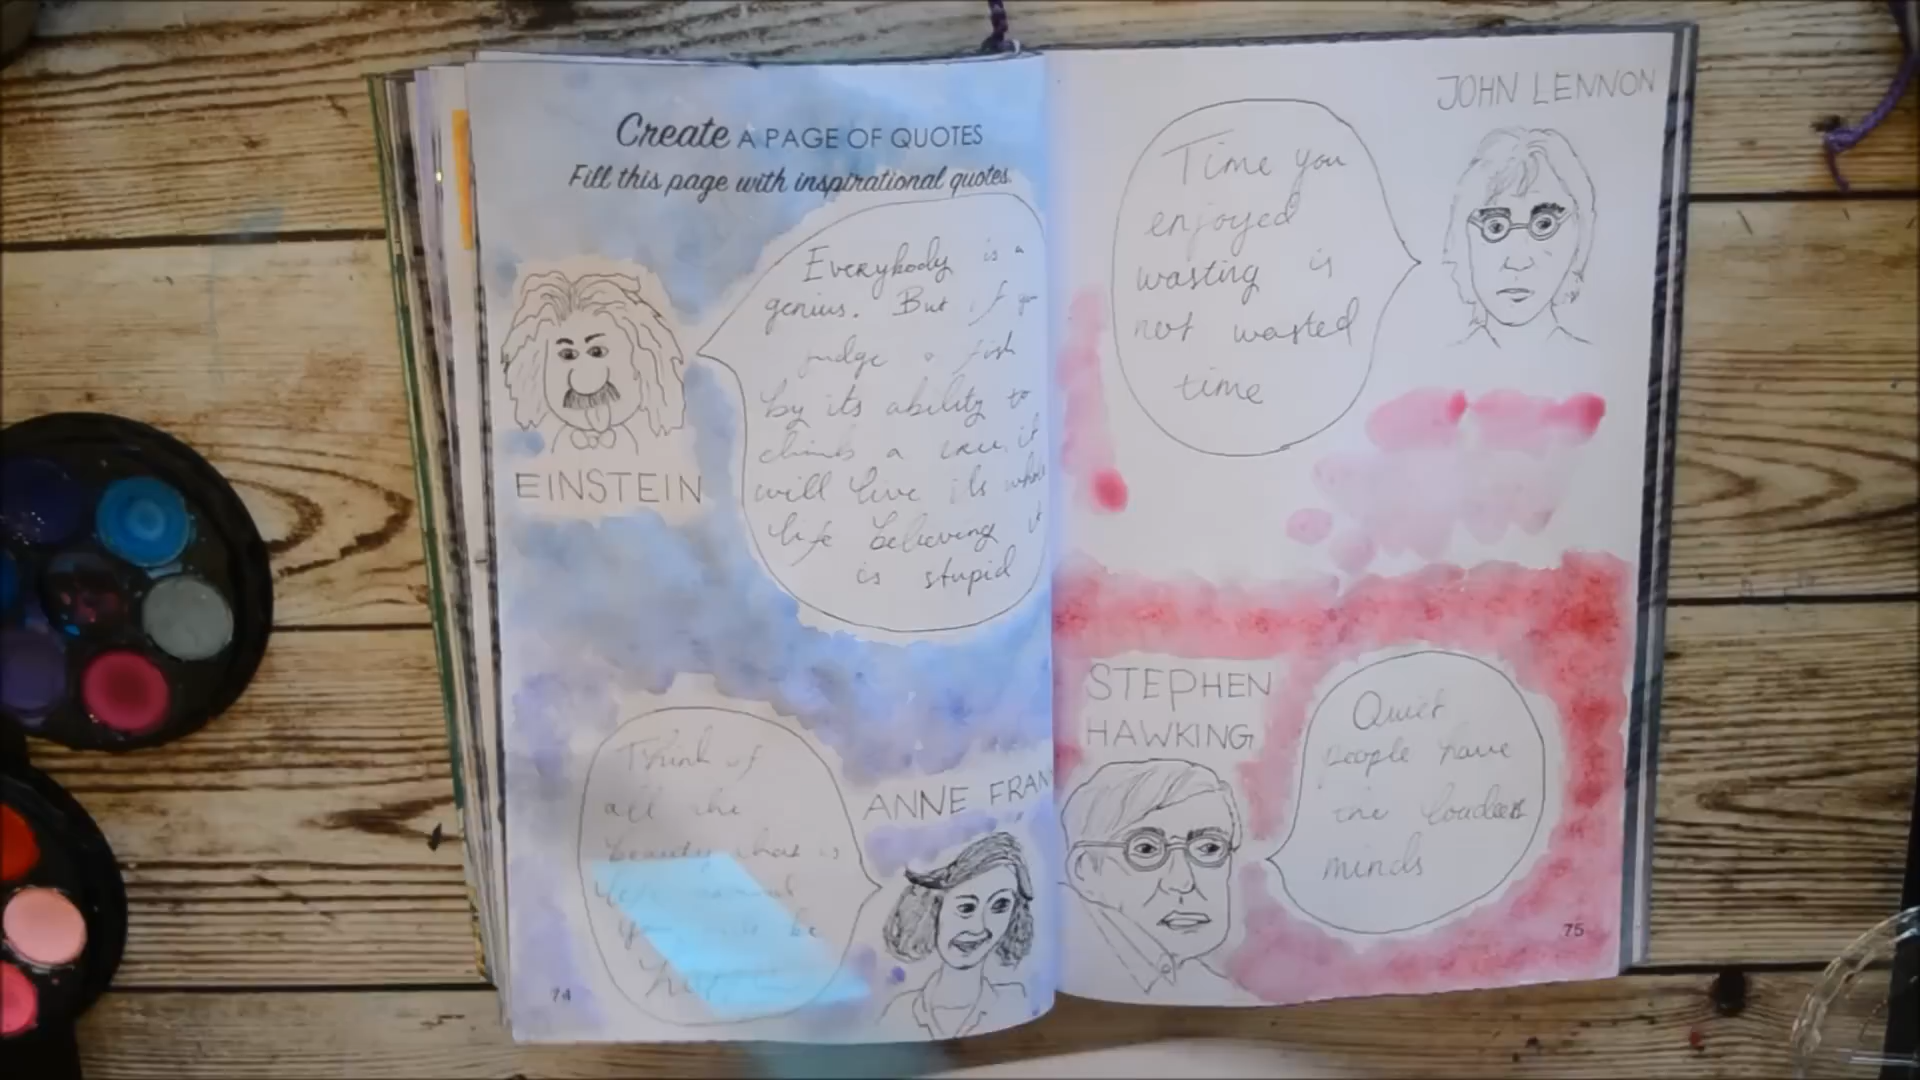 Create A PAGE OF QUOTES
Fill this page with inspirational quotes.
Everybody is a
genius. But if you
judge a fish
by its ability to
climb a tree, it
will live its whole
life believing it
is stupid
EINSTEIN
Think of
all the
beauty that is
be
ANNE FRAN
74
JOHN LENNON
Time you
enjoyed
wasting is
not wasted
time
STEPHEN
HAWKING
Quiet
people have
the loudest
minds
75